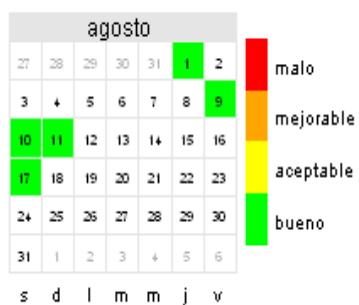 agosto
27 28 29 30 31 1 2
3 4 5 6 7 8 9
10 11 12 13 14 15 16
17 18 19 20 21 22 23
24 25 26 27 28 29 30
31 1 2 3 4 5 6
s d l m m j v
malo
mejorable
aceptable
bueno